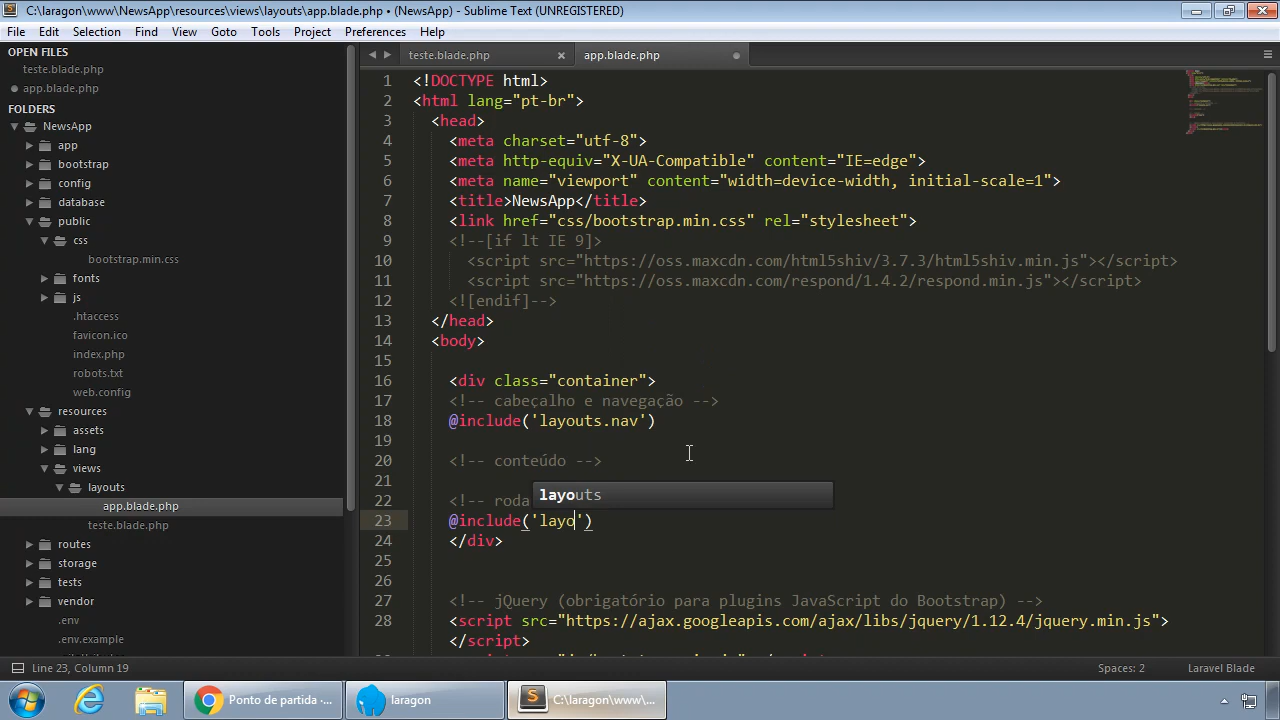 C:\laragon\www\NewsApp\resources\views\layouts\app.blade.php • (NewsApp) - Sublime Text (UNREGISTERED)
File Edit Selection Find View Goto Tools Project Preferences Help
OPEN FILES
teste.blade.php
app.blade.php
FOLDERS
NewsApp
app
bootstrap
config
database
public
css
bootstrap.min.css
fonts
js
.htaccess
favicon.ico
index.php
robots.txt
web.config
resources
assets
lang
views
layouts
app.blade.php
teste.blade.php
routes
storage
tests
vendor
.env
.env.example
teste.blade.php app.blade.php
1 <!DOCTYPE html>
2 <html lang="pt-br">
3 <head>
4 <meta charset="utf-8">
5 <meta http-equiv="X-UA-Compatible" content="IE=edge">
6 <meta name="viewport" content="width=device-width, initial-scale=1">
7 <title>NewsApp</title>
8 <link href="css/bootstrap.min.css" rel="stylesheet">
9 <!--[if lt IE 9]>
10 <script src="https://oss.maxcdn.com/html5shiv/3.7.3/html5shiv.min.js"></script>
11 <script src="https://oss.maxcdn.com/respond/1.4.2/respond.min.js"></script>
12 <![endif]-->
13 </head>
14 <body>
15
16 <div class="container">
17 <!-- cabeçalho e navegação -->
18 @include('layouts.nav')
19
20 <!-- conteúdo -->
21
layouts
22 <!-- roda
23 @include('layo')
24 </div>
25
26
27 <!-- jQuery (obrigatório para plugins JavaScript do Bootstrap) -->
28 <script src="https://ajax.googleapis.com/ajax/libs/jquery/1.12.4/jquery.min.js">
</script>
Line 23, Column 19 Spaces: 2 Laravel Blade
Ponto de partida -... laragon C:\laragon\www\...